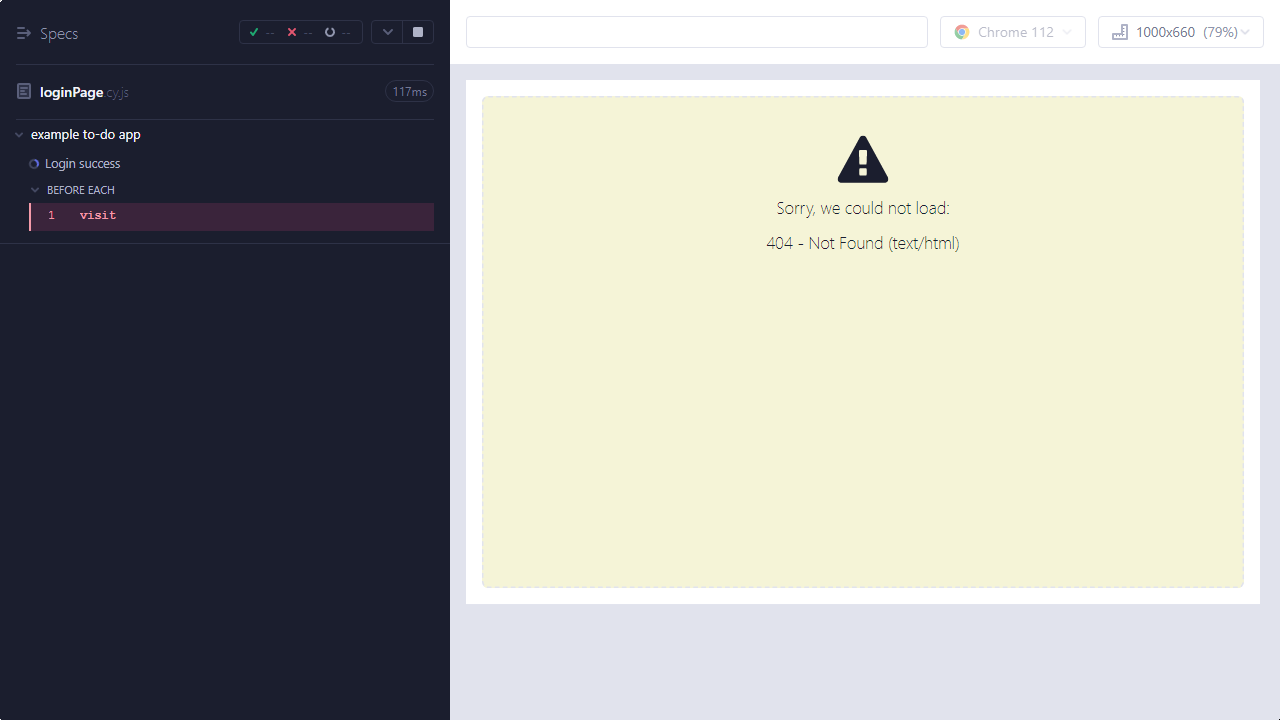 Specs
-- -- --
Chrome 112
1000x660 (79%)
loginPage.cy.js
117ms
example to-do app
Login success
BEFORE EACH
1 visit
Sorry, we could not load:
404 - Not Found (text/html)